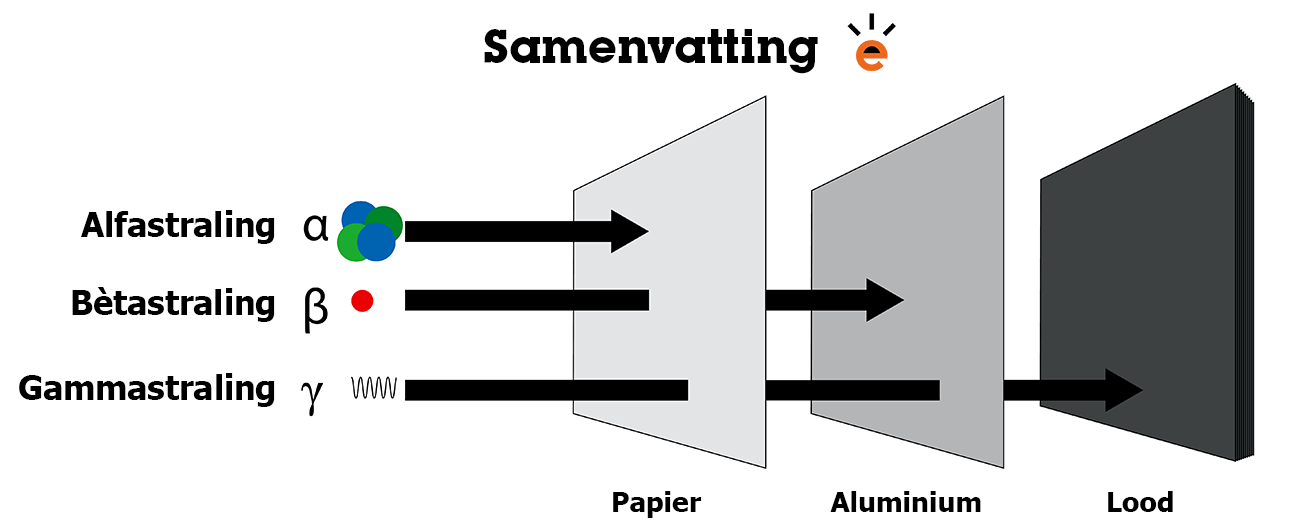 Samenvatting e
Alfastraling α
Bètastraling β
Gammastraling γ
Papier Aluminium Lood